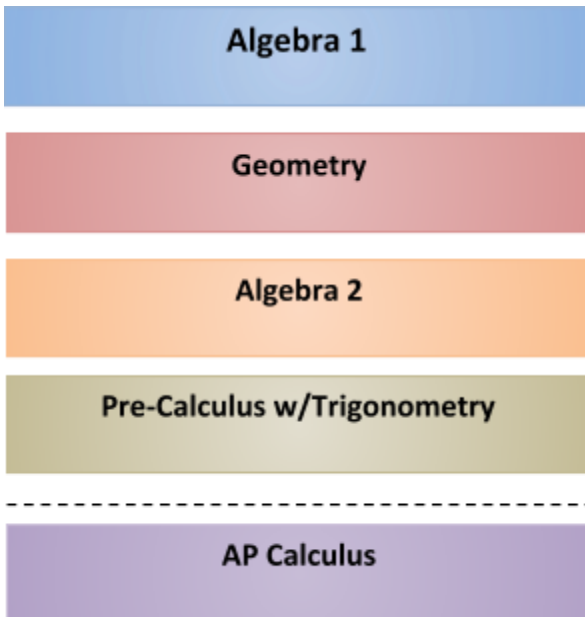 Algebra 1
Geometry
Algebra 2
Pre-Calculus w/Trigonometry
AP Calculus